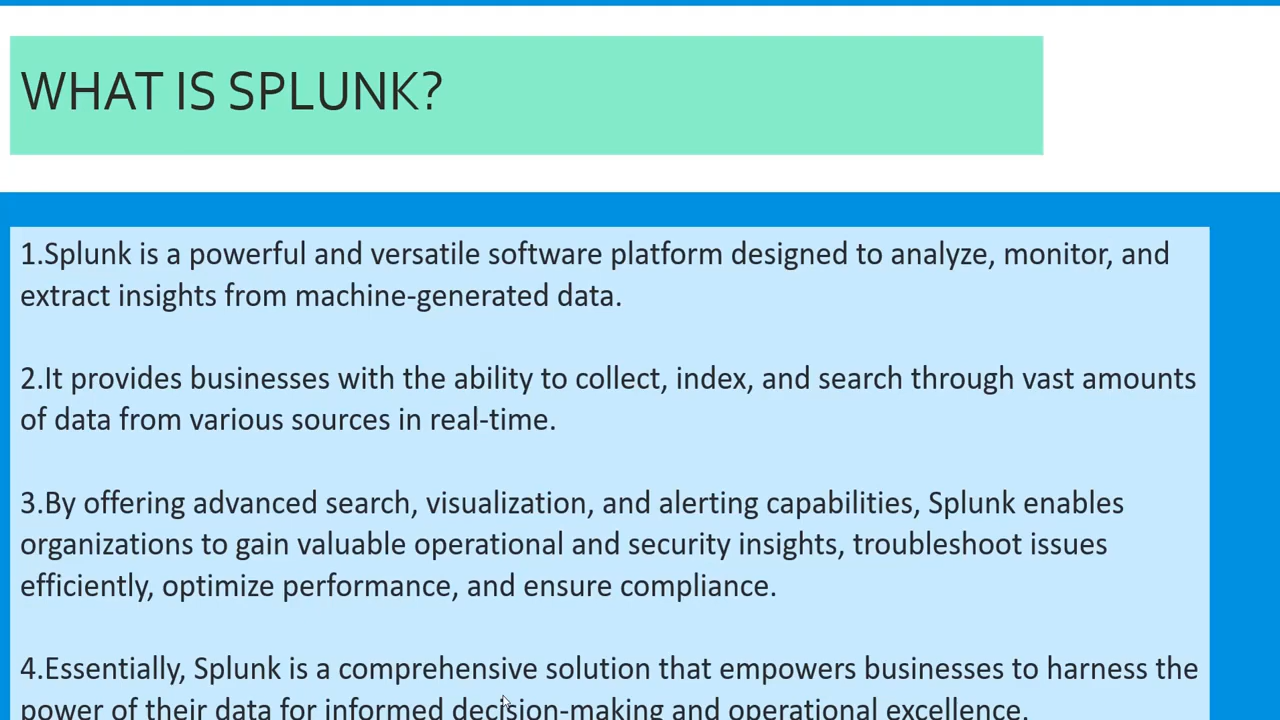 WHAT IS SPLUNK?
1.Splunk is a powerful and versatile software platform designed to analyze, monitor, and
extract insights from machine-generated data.
2.It provides businesses with the ability to collect, index, and search through vast amounts
of data from various sources in real-time.
3.By offering advanced search, visualization, and alerting capabilities, Splunk enables
organizations to gain valuable operational and security insights, troubleshoot issues
efficiently, optimize performance, and ensure compliance.
4.Essentially, Splunk is a comprehensive solution that empowers businesses to harness the
power of their data for informed decision-making and operational excellence.